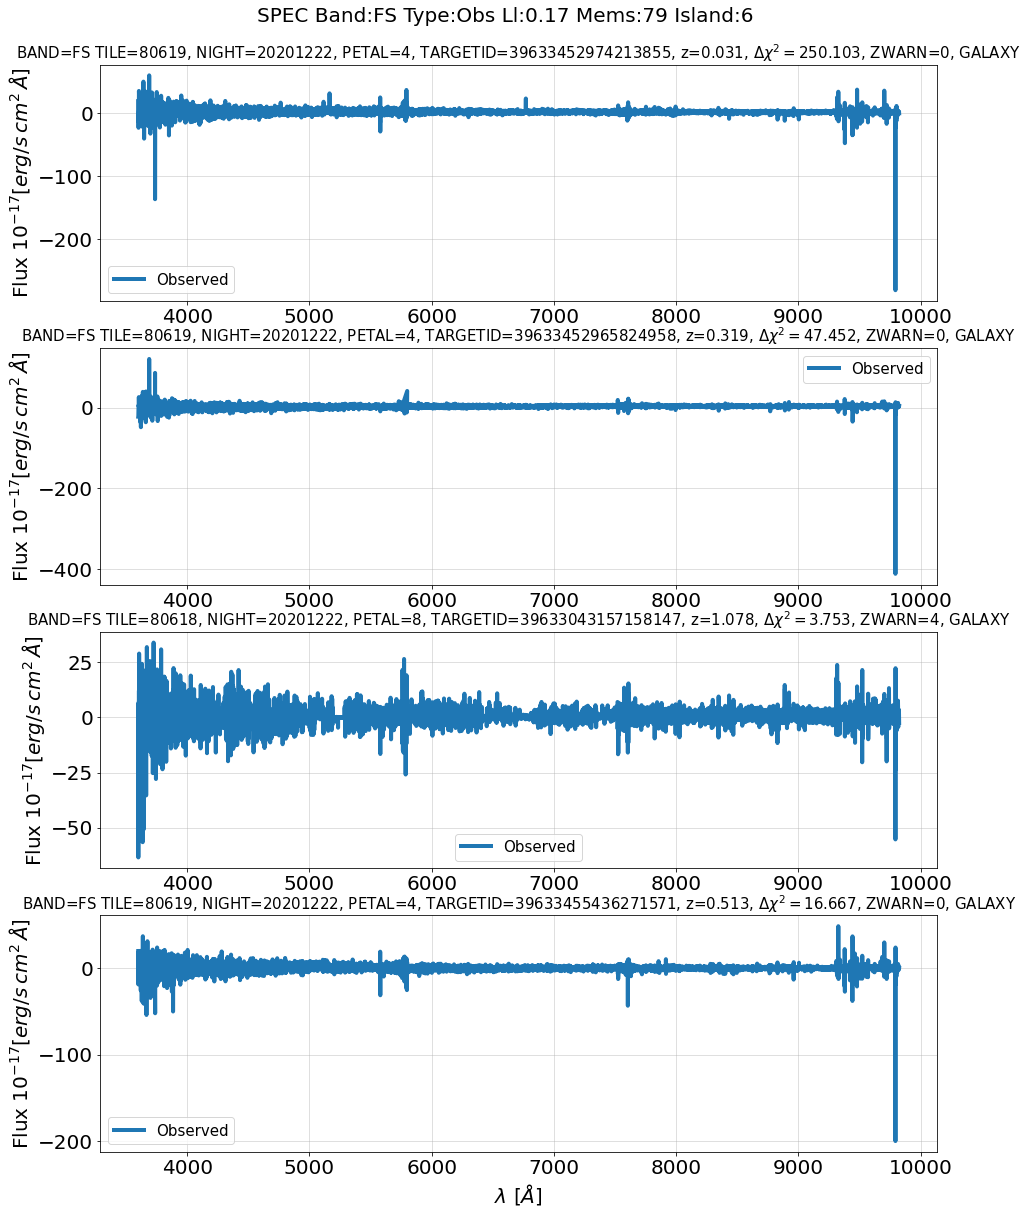 SPEC Band:FS Type:Obs Ll:0.17 Mems:79 Island:6
BAND=FS TILE=80619, NIGHT=20201222, PETAL=4, TARGETID=39633452974213855, z=0.031, Δχ² = 250.103, ZWARN=0, GALAXY
Flux 10⁻¹⁷[erg/s cm² Å]
0
−100
−200
Observed
4000 5000 6000 7000 8000 9000 10000
BAND=FS TILE=80619, NIGHT=20201222, PETAL=4, TARGETID=39633452965824958, z=0.319, Δχ² = 47.452, ZWARN=0, GALAXY
Flux 10⁻¹⁷[erg/s cm² Å]
Observed
0
−200
−400
4000 5000 6000 7000 8000 9000 10000
BAND=FS TILE=80618, NIGHT=20201222, PETAL=8, TARGETID=39633043157158147, z=1.078, Δχ² = 3.753, ZWARN=4, GALAXY
Flux 10⁻¹⁷[erg/s cm² Å]
25
0
−25
−50
Observed
4000 5000 6000 7000 8000 9000 10000
BAND=FS TILE=80619, NIGHT=20201222, PETAL=4, TARGETID=39633455436271571, z=0.513, Δχ² = 16.667, ZWARN=0, GALAXY
Flux 10⁻¹⁷[erg/s cm² Å]
0
−100
−200
Observed
4000 5000 6000 7000 8000 9000 10000
λ [Å]